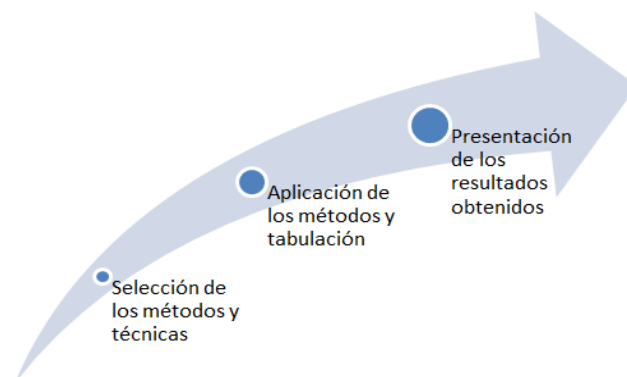 Presentación
de los
resultados
obtenidos
Aplicación de
los métodos y
tabulación
Selección de
los métodos y
técnicas